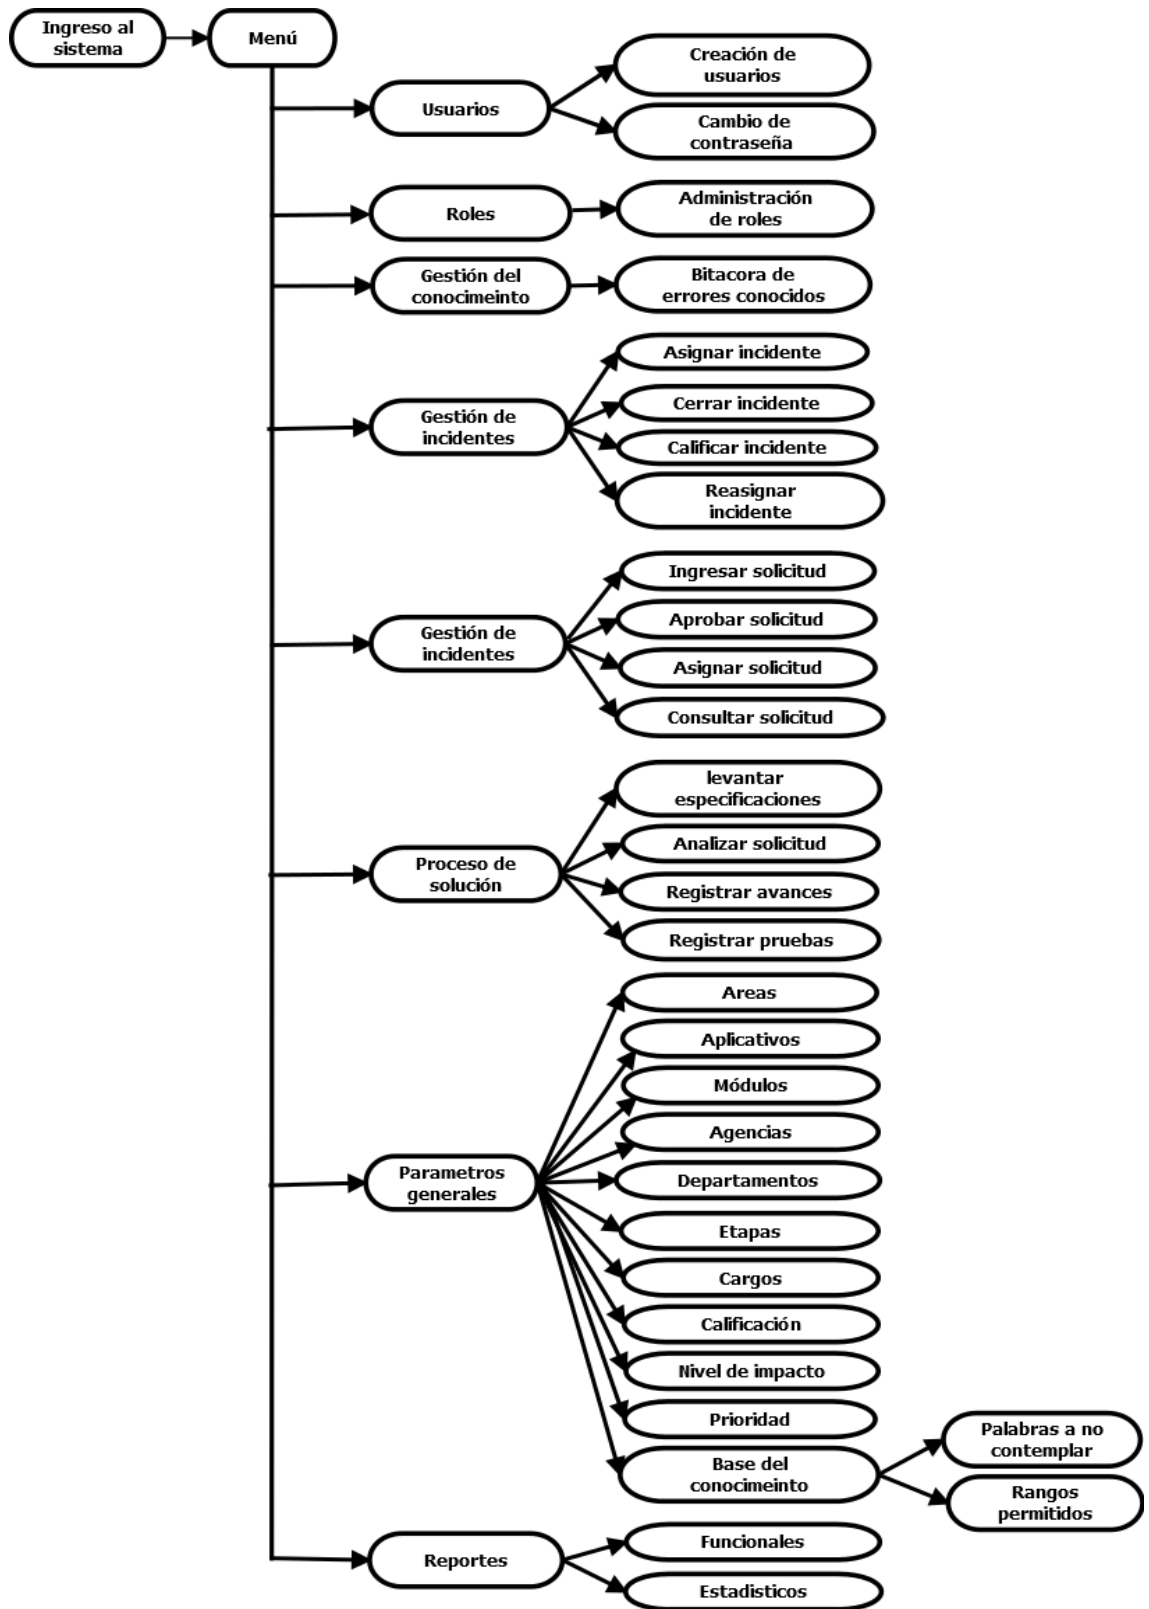 Ingreso al
sistema
Menú
Usuarios
Creación de
usuarios
Cambio de
contraseña
Roles
Administración
de roles
Gestión del
conocimeinto
Bitacora de
errores conocidos
Gestión de
incidentes
Asignar incidente
Cerrar incidente
Calificar incidente
Reasignar
incidente
Gestión de
incidentes
Ingresar solicitud
Aprobar solicitud
Asignar solicitud
Consultar solicitud
Proceso de
solución
levantar
especificaciones
Analizar solicitud
Registrar avances
Registrar pruebas
Parametros
generales
Areas
Aplicativos
Módulos
Agencias
Departamentos
Etapas
Cargos
Calificación
Nivel de impacto
Prioridad
Base del
conocimeinto
Palabras a no
contemplar
Rangos
permitidos
Reportes
Funcionales
Estadisticos